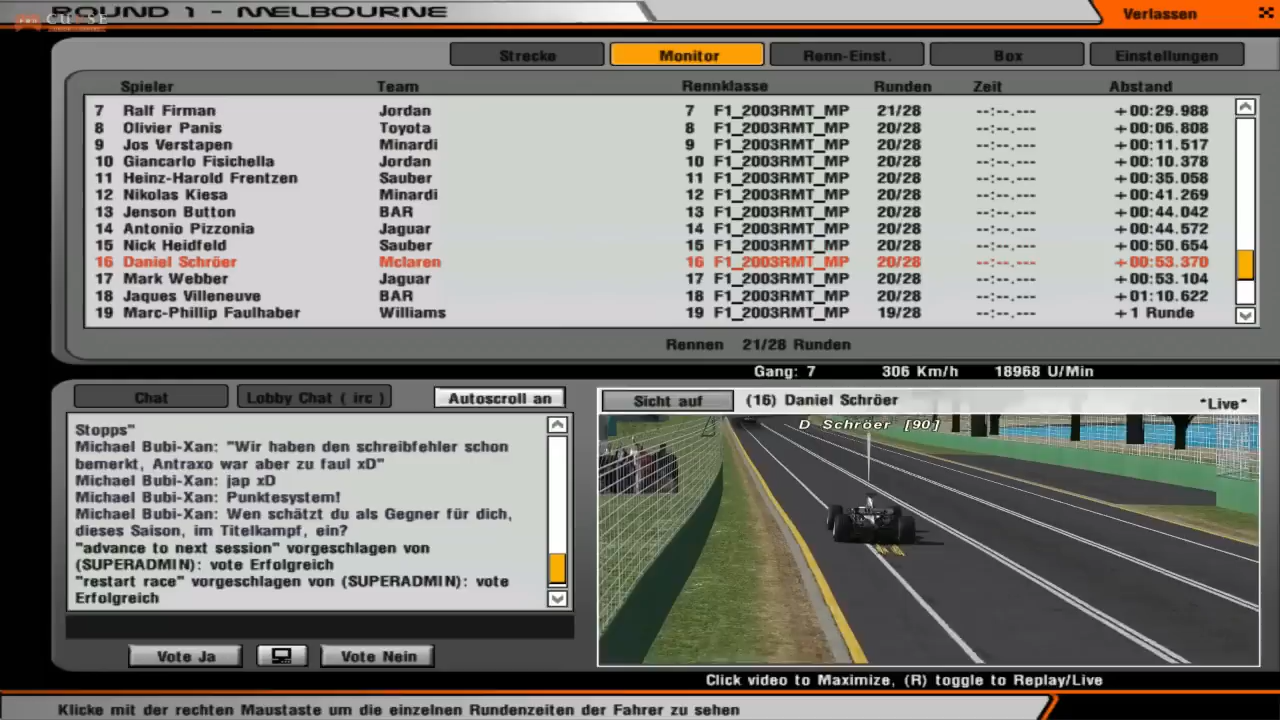 ROUND 1 - MELBOURNE
Verlassen
Strecke Monitor Renn-Einst. Box Einstellungen
Spieler Team Rennklasse Runden Zeit Abstand
7 Ralf Firman Jordan 7 F1_2003RMT_MP 21/28 --:--.--- +00:29.988
8 Olivier Panis Toyota 8 F1_2003RMT_MP 20/28 --:--.--- +00:06.808
9 Jos Verstapen Minardi 9 F1_2003RMT_MP 20/28 --:--.--- +00:11.517
10 Giancarlo Fisichella Jordan 10 F1_2003RMT_MP 20/28 --:--.--- +00:10.378
11 Heinz-Harold Frentzen Sauber 11 F1_2003RMT_MP 20/28 --:--.--- +00:35.058
12 Nikolas Kiesa Minardi 12 F1_2003RMT_MP 20/28 --:--.--- +00:41.269
13 Jenson Button BAR 13 F1_2003RMT_MP 20/28 --:--.--- +00:44.042
14 Antonio Pizzonia Jaguar 14 F1_2003RMT_MP 20/28 --:--.--- +00:44.572
15 Nick Heidfeld Sauber 15 F1_2003RMT_MP 20/28 --:--.--- +00:50.654
16 Daniel Schröer Mclaren 16 F1_2003RMT_MP 20/28 --:--.--- +00:53.370
17 Mark Webber Jaguar 17 F1_2003RMT_MP 20/28 --:--.--- +00:53.104
18 Jaques Villeneuve BAR 18 F1_2003RMT_MP 20/28 --:--.--- +01:10.622
19 Marc-Phillip Faulhaber Williams 19 F1_2003RMT_MP 19/28 --:--.--- +1 Runde
Rennen 21/28 Runden
Gang: 7 306 Km/h 18968 U/Min
Chat Lobby Chat ( irc ) Autoscroll an
Stopps"
Michael Bubi-Xan: "Wir haben den schreibfehler schon
bemerkt, Antraxo war aber zu faul xD"
Michael Bubi-Xan: jap xD
Michael Bubi-Xan: Punktesystem!
Michael Bubi-Xan: Wen schätzt du als Gegner für dich,
dieses Saison, im Titelkampf, ein?
"advance to next session" vorgeschlagen von
(SUPERADMIN): vote Erfolgreich
"restart race" vorgeschlagen von (SUPERADMIN): vote
Erfolgreich
Vote Ja Vote Nein
Sicht auf (16) Daniel Schröer *Live*
D Schröer [90]
Click video to Maximize, (R) toggle to Replay/Live
Klicke mit der rechten Maustaste um die einzelnen Rundenzeiten der Fahrer zu sehen